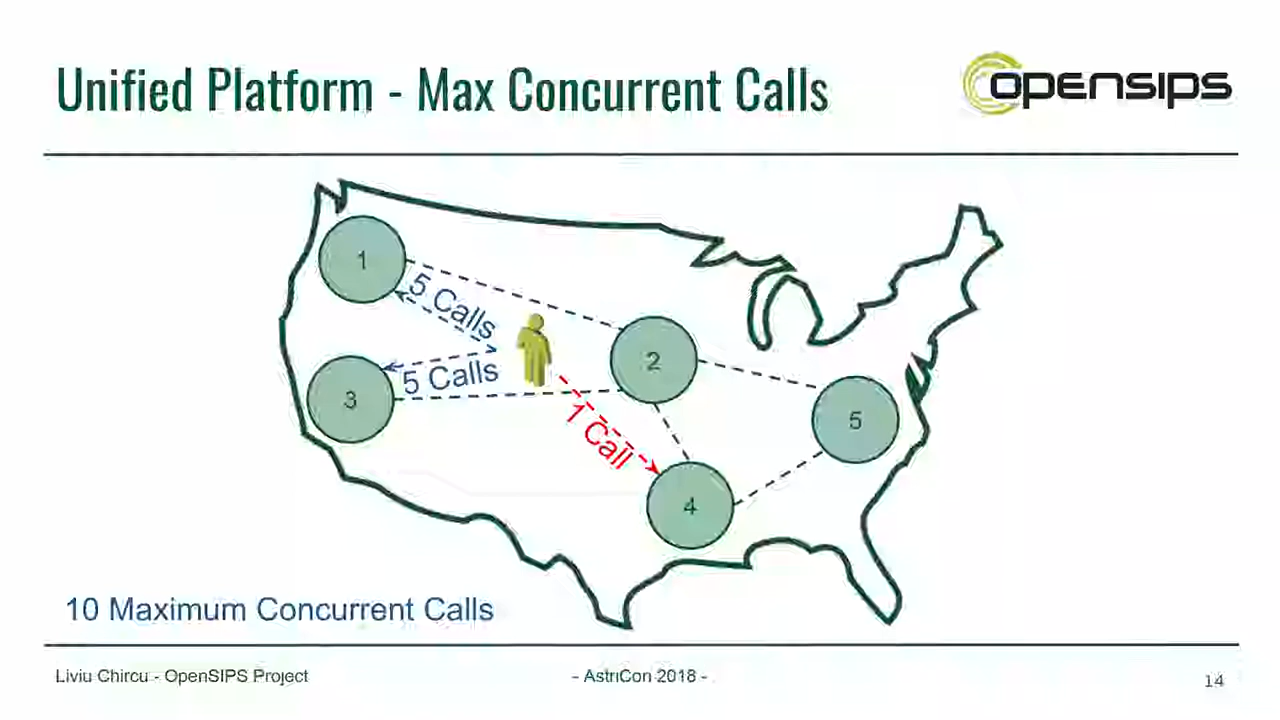 Unified Platform - Max Concurrent Calls
opensips
1
5 Calls
2
5 Calls
3
1 Call
5
4
10 Maximum Concurrent Calls
Liviu Chircu - OpenSIPS Project
- AstriCon 2018 -
14